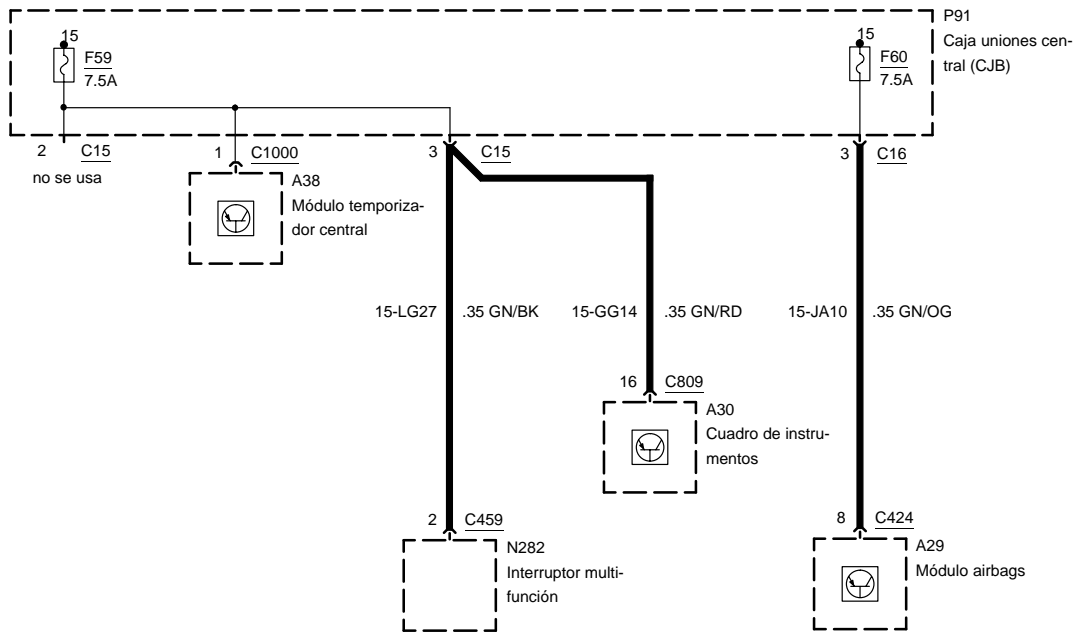 P91
Caja uniones cen-
tral (CJB)
15
F59
7.5A
15
F60
7.5A
2 C15
no se usa
1 C1000
A38
Módulo temporiza-
dor central
3 C15
3 C16
15-LG27 .35 GN/BK
15-GG14 .35 GN/RD
15-JA10 .35 GN/OG
16 C809
A30
Cuadro de instru-
mentos
2 C459
N282
Interruptor multi-
función
8 C424
A29
Módulo airbags